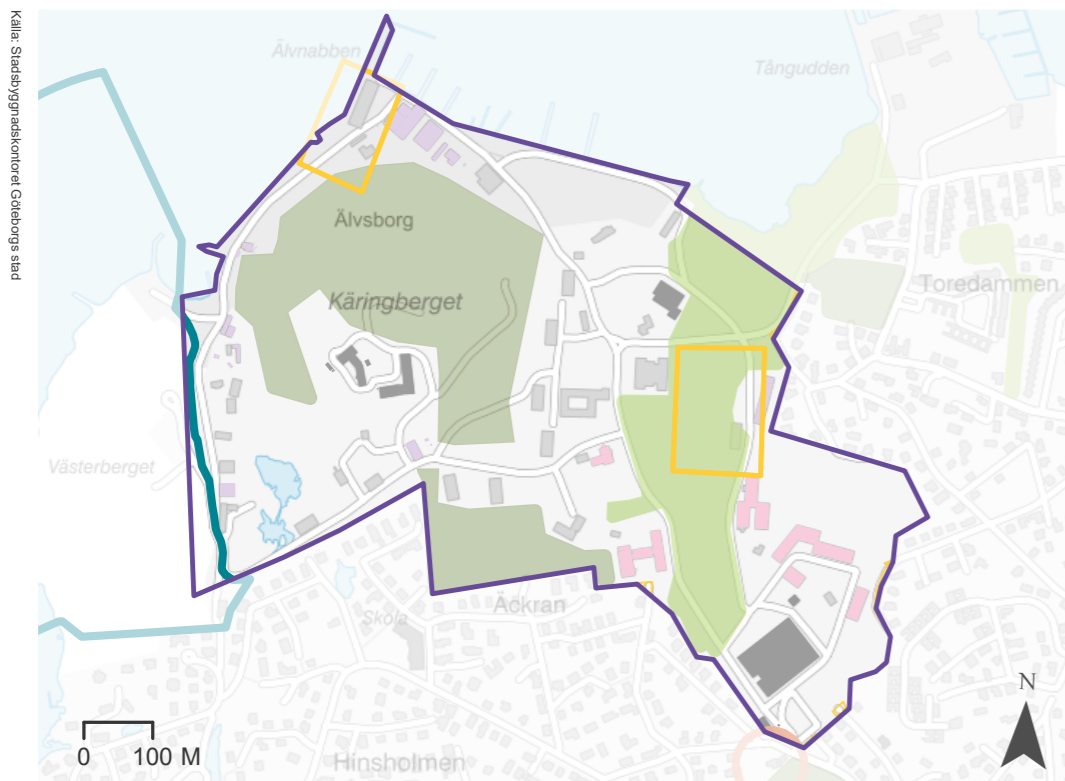 Källa: Stadsbyggnadskontoret Göteborgs stad
Älvnabben
Tångudden
Älvsborg
Toredammen
Käringberget
Västerberget
Äckran
Skola
N
0 100 M
Hinsholmen